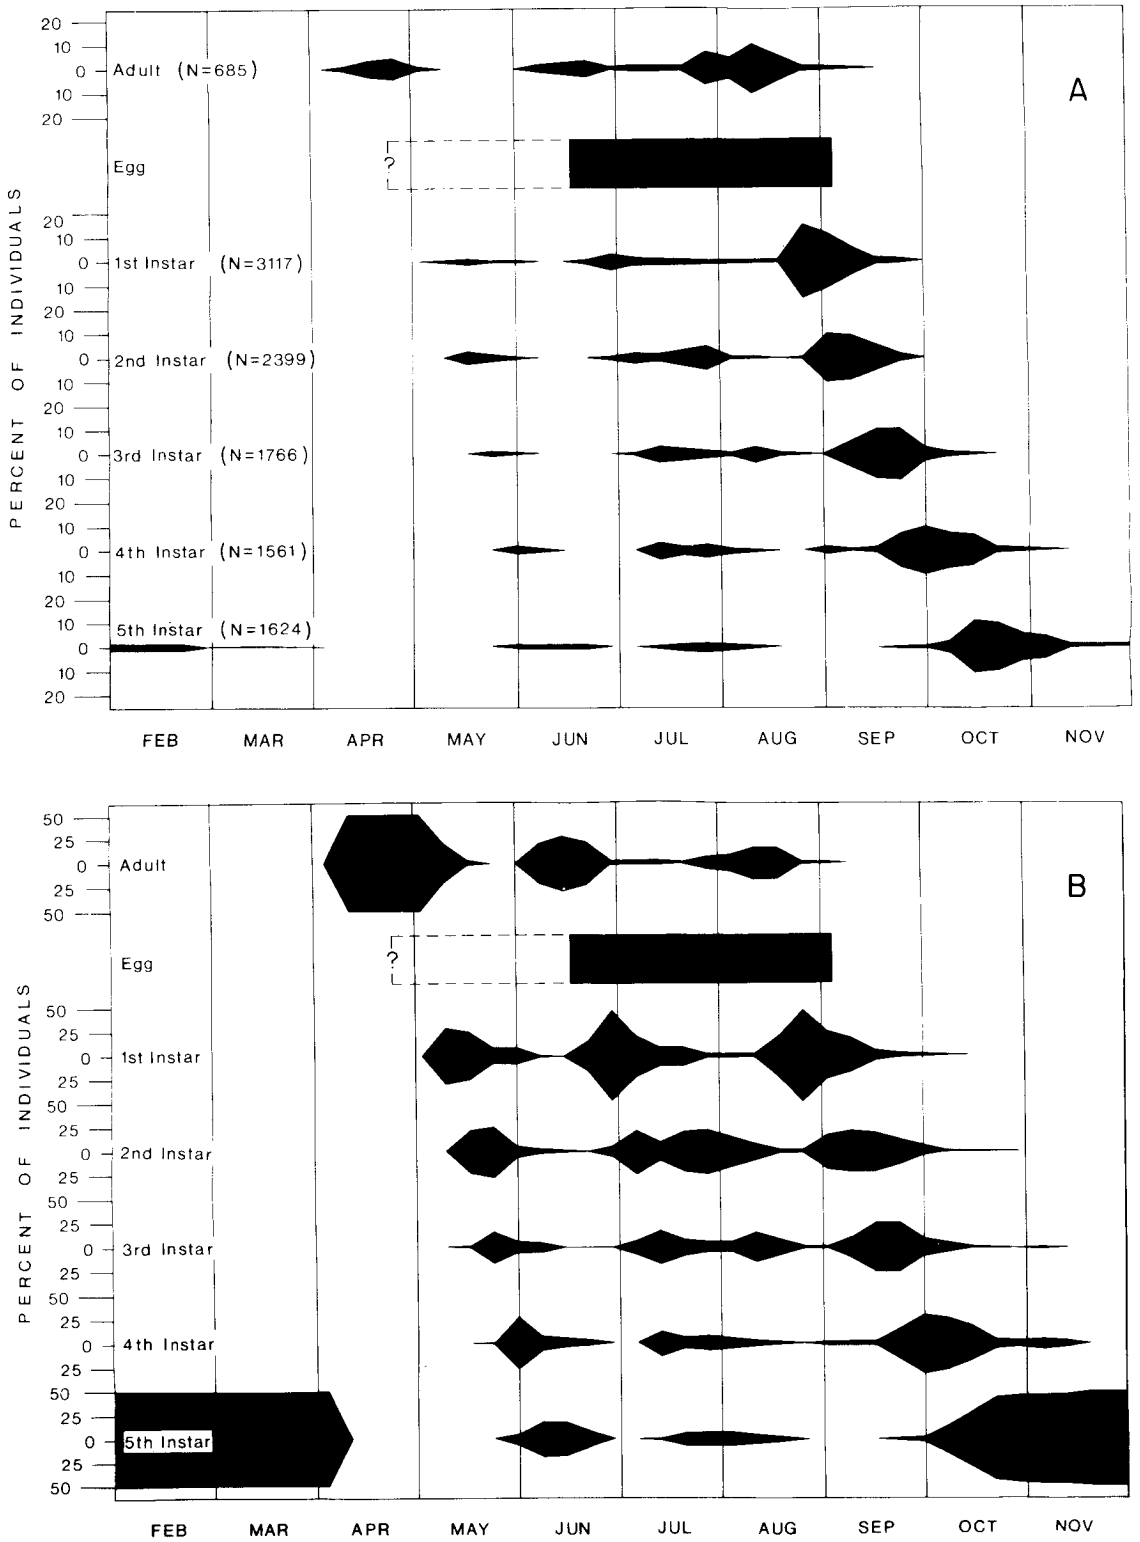 20
10
0 Adult (N=685)
10
20
A
?
Egg
20
10
0 1st Instar (N=3117)
10
20
10
0 2nd Instar (N=2399)
10
20
10
0 3rd Instar (N=1766)
10
20
10
0 4th Instar (N=1561)
10
20
10
5th Instar (N=1624)
0
10
20
PERCENT OF INDIVIDUALS
FEB MAR APR MAY JUN JUL AUG SEP OCT NOV
50
25
0 Adult
25
50
B
?
Egg
50
25
0 1st Instar
25
50
25
0 2nd Instar
25
50
25
0 3rd Instar
25
50
25
0 4th Instar
25
50
25
0 5th Instar
25
50
PERCENT OF INDIVIDUALS
FEB MAR APR MAY JUN JUL AUG SEP OCT NOV